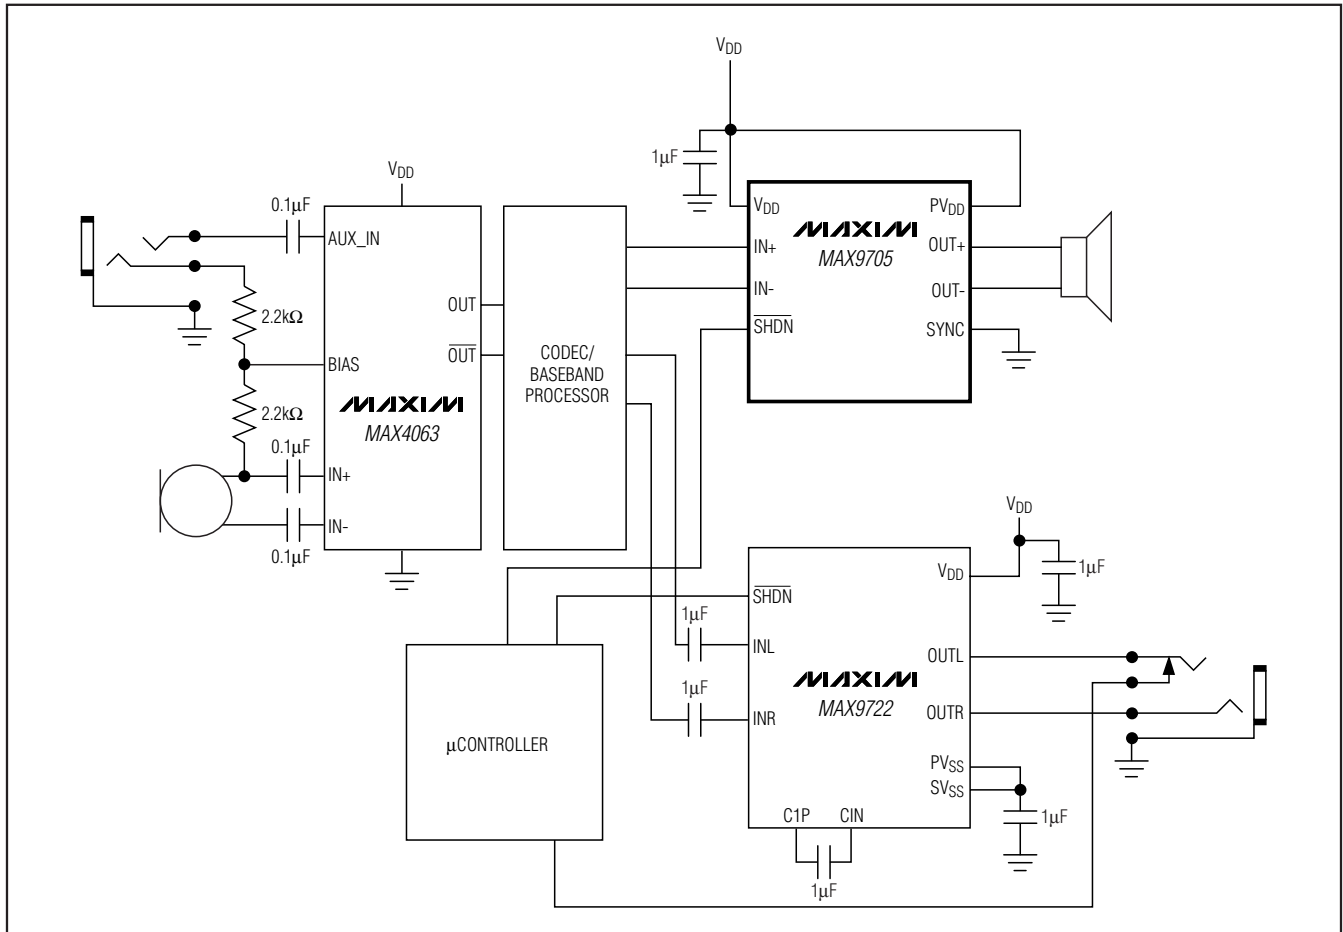 VDD
1µF
VDD
MAXIM
MAX9705
PVDD
IN+
OUT+
IN-
OUT-
SHDN
SYNC
VDD
0.1µF
AUX_IN
2.2kΩ
OUT
OUT
BIAS
MAXIM
MAX4063
2.2kΩ
0.1µF
IN+
IN-
0.1µF
CODEC/
BASEBAND
PROCESSOR
VDD
1µF
VDD
SHDN
1µF
INL
OUTL
MAXIM
MAX9722
1µF
INR
OUTR
PVSS
SVSS
1µF
C1P
CIN
1µF
µCONTROLLER